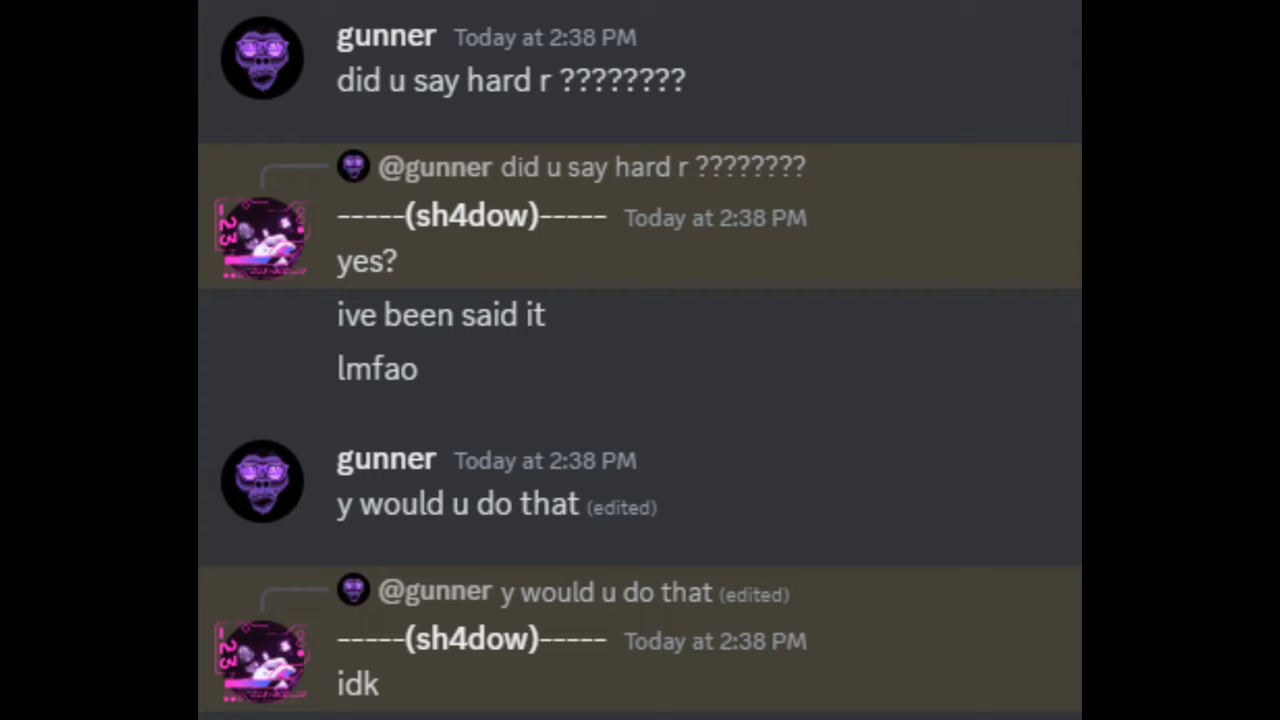 gunner Today at 2:38 PM
did u say hard r ????????
@gunner did u say hard r ????????
-----(sh4dow)----- Today at 2:38 PM
yes?
ive been said it
lmfao
gunner Today at 2:38 PM
y would u do that (edited)
@gunner y would u do that (edited)
-----(sh4dow)----- Today at 2:38 PM
idk